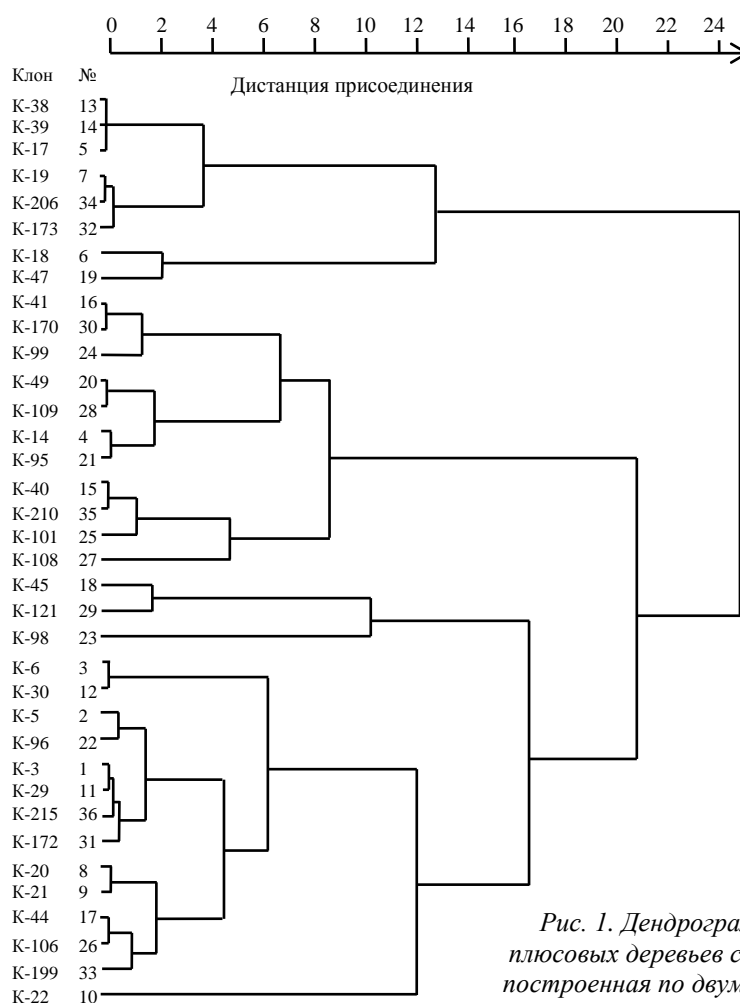 0 2 4 6 8 10 12 14 16 18 20 22 24
Клон №
Дистанция присоединения
К-38 13
К-39 14
К-17 5
К-19 7
К-206 34
К-173 32
К-18 6
К-47 19
К-41 16
К-170 30
К-99 24
К-49 20
К-109 28
К-14 4
К-95 21
К-40 15
К-210 35
К-101 25
К-108 27
К-45 18
К-121 29
К-98 23
К-6 3
К-30 12
К-5 2
К-96 22
К-3 1
К-29 11
К-215 36
К-172 31
К-20 8
К-21 9
К-44 17
К-106 26
К-199 33
К-22 10
Рис. 1. Дендрогра
плюсовых деревьев с
построенная по двум